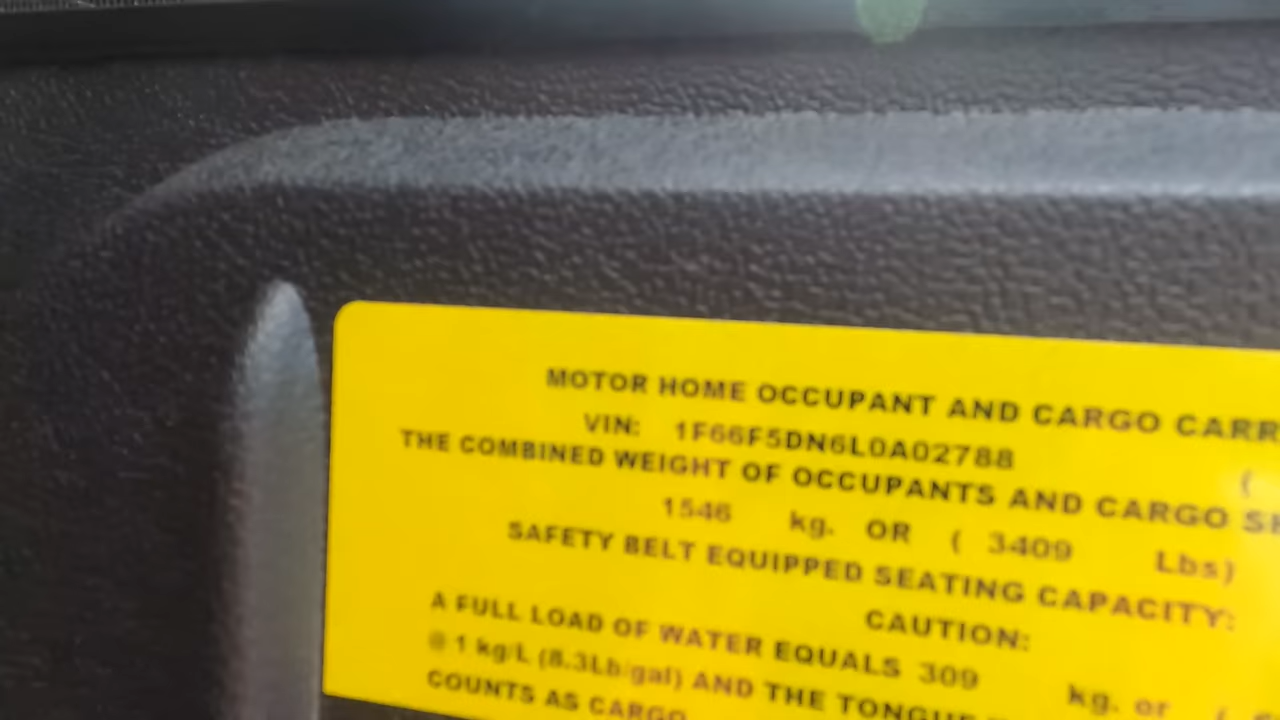 MOTOR HOME OCCUPANT AND CARGO CARR
VIN: 1F66F5DN6L0A02788
THE COMBINED WEIGHT OF OCCUPANTS AND CARGO
1546 kg. OR ( 3409 Lbs)
SAFETY BELT EQUIPPED SEATING CAPACITY:
CAUTION:
A FULL LOAD OF WATER EQUALS 309 kg. or (
@ 1 kg/L (8.3Lb/gal) AND THE TONGUE
COUNTS AS CARGO